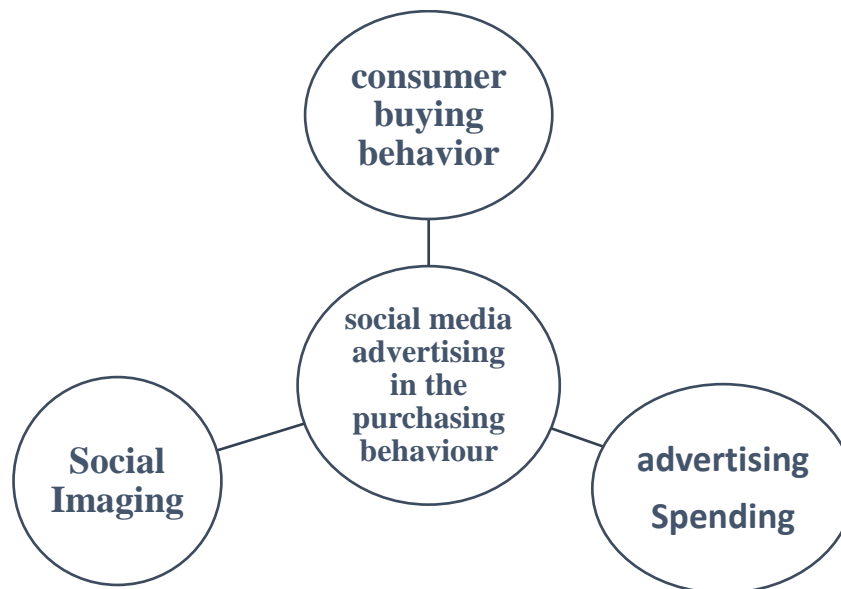 consumer
buying
behavior
social media
advertising
in the
purchasing
behaviour
Social
Imaging
advertising
Spending